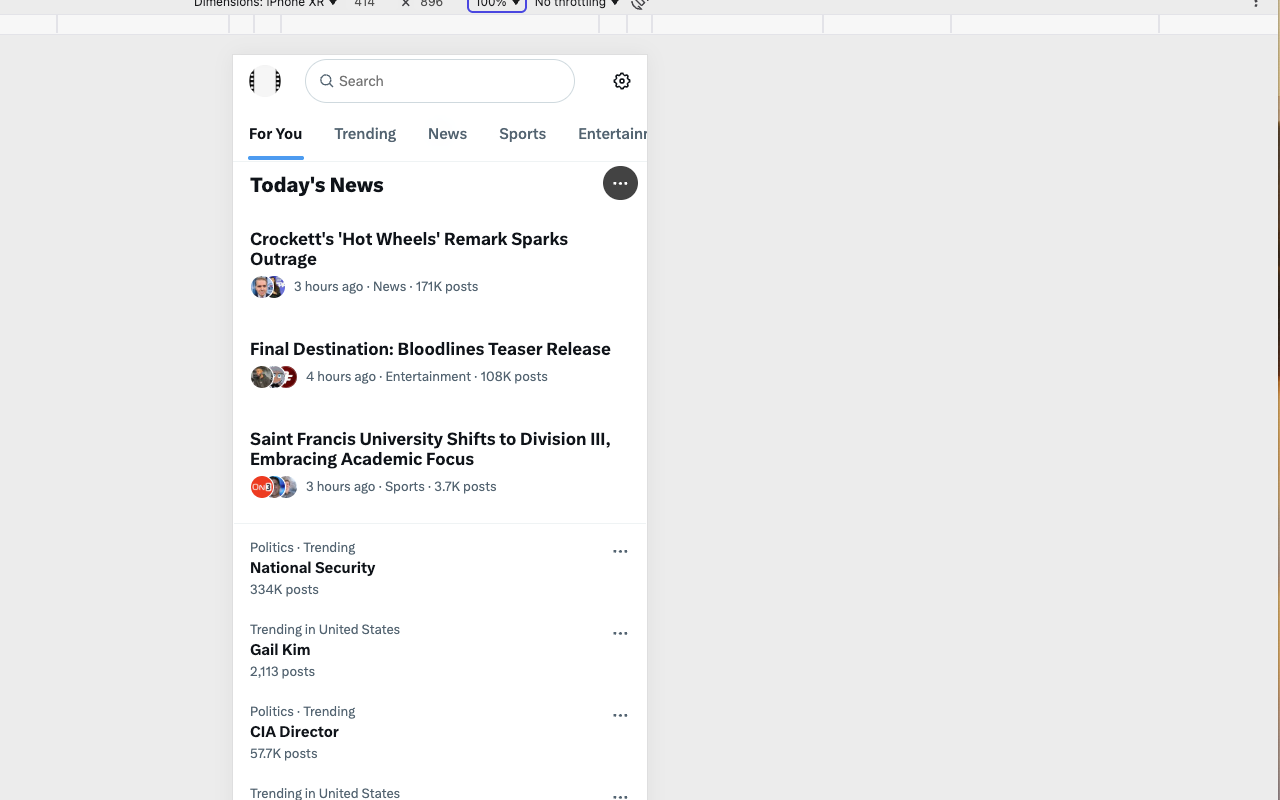 Dimensions: iPhone XR ▼ 414 × 896 100% ▼ No throttling ▼
Search
For You Trending News Sports Entertainm
Today's News
Crockett's 'Hot Wheels' Remark Sparks
Outrage
3 hours ago · News · 171K posts
Final Destination: Bloodlines Teaser Release
4 hours ago · Entertainment · 108K posts
Saint Francis University Shifts to Division III,
Embracing Academic Focus
ON3
3 hours ago · Sports · 3.7K posts
Politics · Trending
National Security
334K posts
Trending in United States
Gail Kim
2,113 posts
Politics · Trending
CIA Director
57.7K posts
Trending in United States